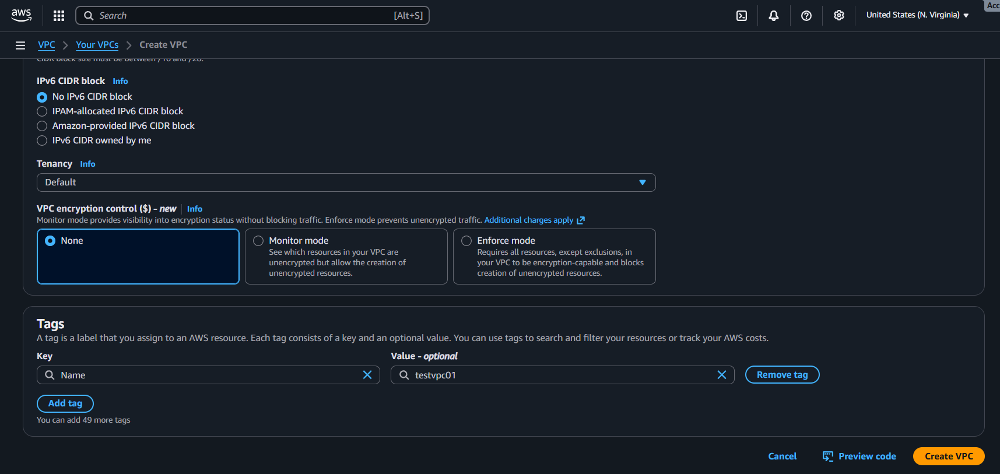 aws
Search [Alt+S]
United States (N. Virginia)
Acc
VPC > Your VPCs > Create VPC
CIDR block size must be between /16 and /28.
IPv6 CIDR block Info
No IPv6 CIDR block
IPAM-allocated IPv6 CIDR block
Amazon-provided IPv6 CIDR block
IPv6 CIDR owned by me
Tenancy Info
Default
VPC encryption control ($) - new Info
Monitor mode provides visibility into encryption status without blocking traffic. Enforce mode prevents unencrypted traffic. Additional charges apply
None
Monitor mode
See which resources in your VPC are
unencrypted but allow the creation of
unencrypted resources.
Enforce mode
Requires all resources, except exclusions, in
your VPC to be encryption-capable and blocks
creation of unencrypted resources.
Tags
A tag is a label that you assign to an AWS resource. Each tag consists of a key and an optional value. You can use tags to search and filter your resources or track your AWS costs.
Key
Value - optional
Name
testvpc01
Remove tag
Add tag
You can add 49 more tags
Cancel
Preview code
Create VPC